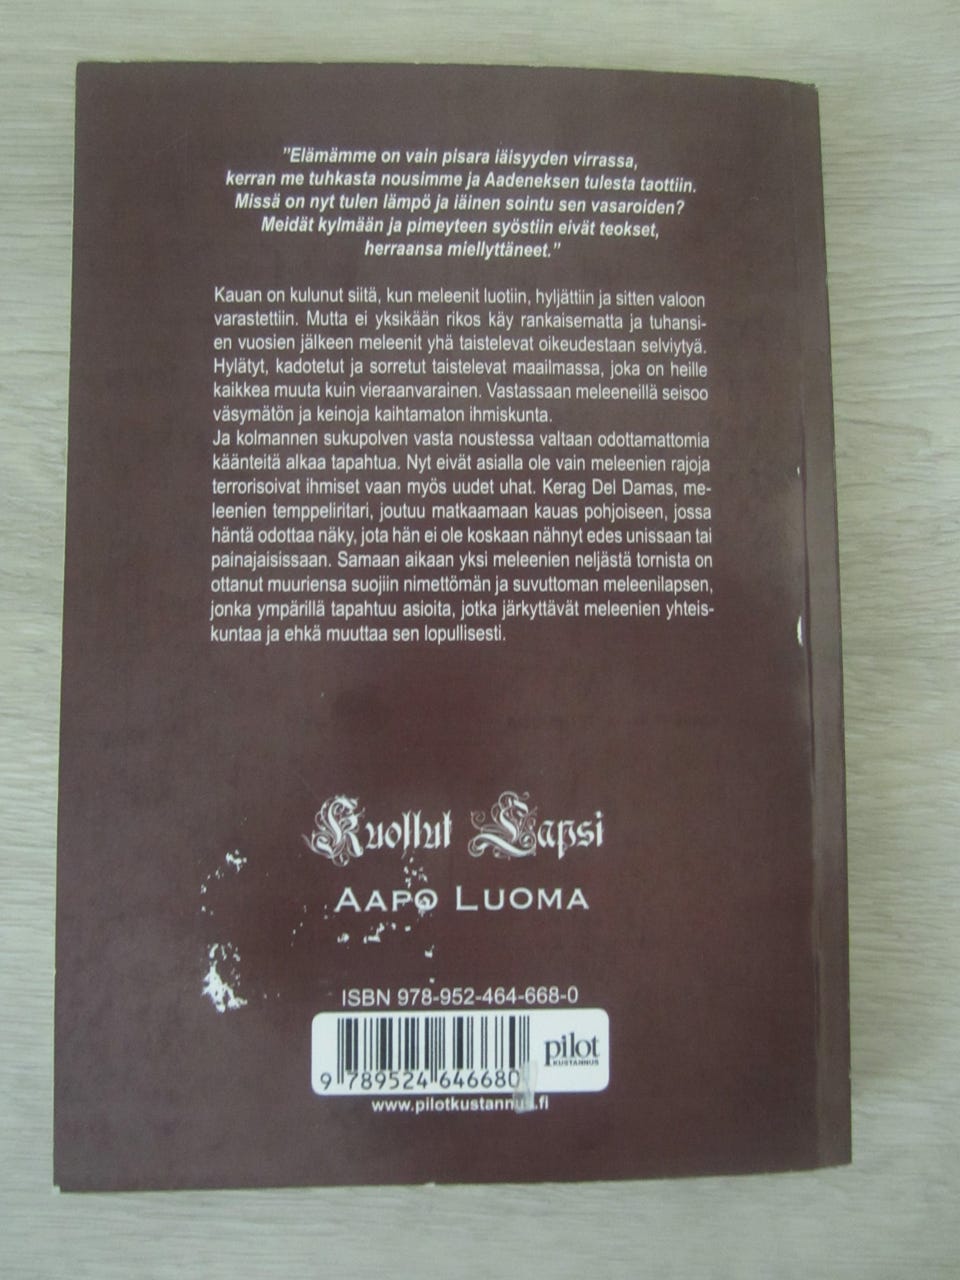 "Elämämme on vain pisara iäisyyden virrassa,
kerran me tuhkasta nousimme ja Aadeneksen tulesta taottiin.
Missä on nyt tulen lämpö ja iäinen sointu sen vasaroiden?
Meidät kylmään ja pimeyteen syöstiin eivät teokset,
herraansa miellyttäneet."
Kauan on kulunut siitä, kun meleenit luotiin, hyljättiin ja sitten valoon
varastettiin. Mutta ei yksikään rikos käy rankaisematta ja tuhansi-
en vuosien jälkeen meleenit yhä taistelevat oikeudestaan selviytyä.
Hylätyt, kadotetut ja sorretut taistelevat maailmassa, joka on heille
kaikkea muuta kuin vieraanvarainen. Vastassaan meleeneillä seisoo
väsymätön ja keinoja kaihtamaton ihmiskunta.
Ja kolmannen sukupolven vasta noustessa valtaan odottamattomia
käänteitä alkaa tapahtua. Nyt eivät asialla ole vain meleenien rajoja
terrorisoivat ihmiset vaan myös uudet uhat. Kerag Del Damas, me-
leenien temppeliritari, joutuu matkaamaan kauas pohjoiseen, jossa
häntä odottaa näky, jota hän ei ole koskaan nähnyt edes unissaan tai
painajaisissaan. Samaan aikaan yksi meleenien neljästä tornista on
ottanut muuriensa suojiin nimettömän ja suvuttoman meleenilapsen,
jonka ympärillä tapahtuu asioita, jotka järkyttävät meleenien yhteis-
kuntaa ja ehkä muuttaa sen lopullisesti.
Kuollut Lapsi
AAPO LUOMA
ISBN 978-952-464-668-0
pilot
KUSTANNUS
9 789524 646680
www.pilotkustannus.fi